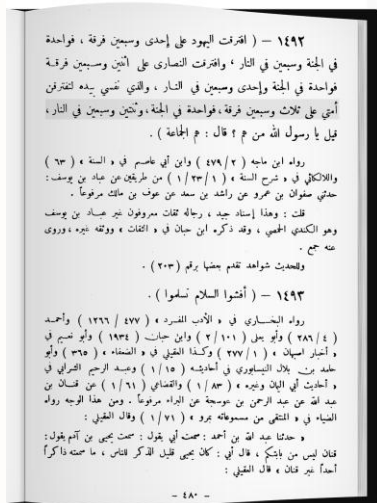 ١٤٩٢ – ( افترقت اليهود على إحدى وسبعين فرقة ، فواحدة
في الجنة وسبعين في النار ، وافترقت النصارى على اثنتين وسبعين فرقة
فواحدة في الجنة وإحدى وسبعين في النار ، والذي نفسي بيده لتفترقن
أمتي على ثلاث وسبعين فرقة ، فواحدة في الجنة ، وثنتين وسبعين في النار ،
قيل يا رسول الله من هم ؟ قال : هم الجماعة ) .
رواه ابن ماجه ( ٢ / ٤٧٩ ) وابن أبي عاصم في « السنة » ( ٦٣ )
واللالكائي في « شرح السنة » ( ١ / ٢٣ / ١ ) من طريقين عن عباد بن يوسف :
حدثني صفوان بن عمرو عن راشد بن سعد عن عوف بن مالك مرفوعاً .
قلت : وهذا إسناد جيد ، رجاله ثقات معروفون غير عباد بن يوسف
وهو الكندي الحمصي ، وقد ذكره ابن حبان في « الثقات » ووثقه غيره ، وروى
عنه جمع .
وللحديث شواهد تقدم بعضها برقم ( ٢٠٣ ) .
١٤٩٣ – ( أفشوا السلام تسلموا ) .
رواه البخاري في « الأدب المفرد » ( ٤٧٧ / ١٢٦٦ ) وأحمد
( ٤ / ٢٨٦ ) وأبو يعلى ( ٢ / ١٠١ ) وابن حبان ( ١٩٣٤ ) وأبو نعيم في
« أخبار اصبهان » ( ١ / ٢٧٧ ) وكذا العقيلي في « الضعفاء » ( ٣٦٥ ) وأبو
حامد بن بلال النيسابوري في أحاديثه ( ١٥ / ١ ) وعبد الرحيم الشرابي في
« أحاديث أبي اليمان وغيره » ( ٨٣ / ١ ) والقضاعي ( ٦١ / ١ ) عن قنان بن
عبد الله عن عبد الرحمن بن عوسجة عن البراء مرفوعاً . ومن هذا الوجه رواه
الضياء في « المنتقى من مسموعاته بمرو » ( ٧١ / ١ ) وقال العقيلي :
« حدثنا عبد الله بن أحمد : سمعت أبي يقول : سمعت يحيى بن آدم يقول :
قنان ليس من بابتكم ، قال أبي : كان يحيى قليل الذكر للناس ، ما سمعته ذاكراً
أحداً غير قنان » قال العقيلي :
– ٤٨٠ –